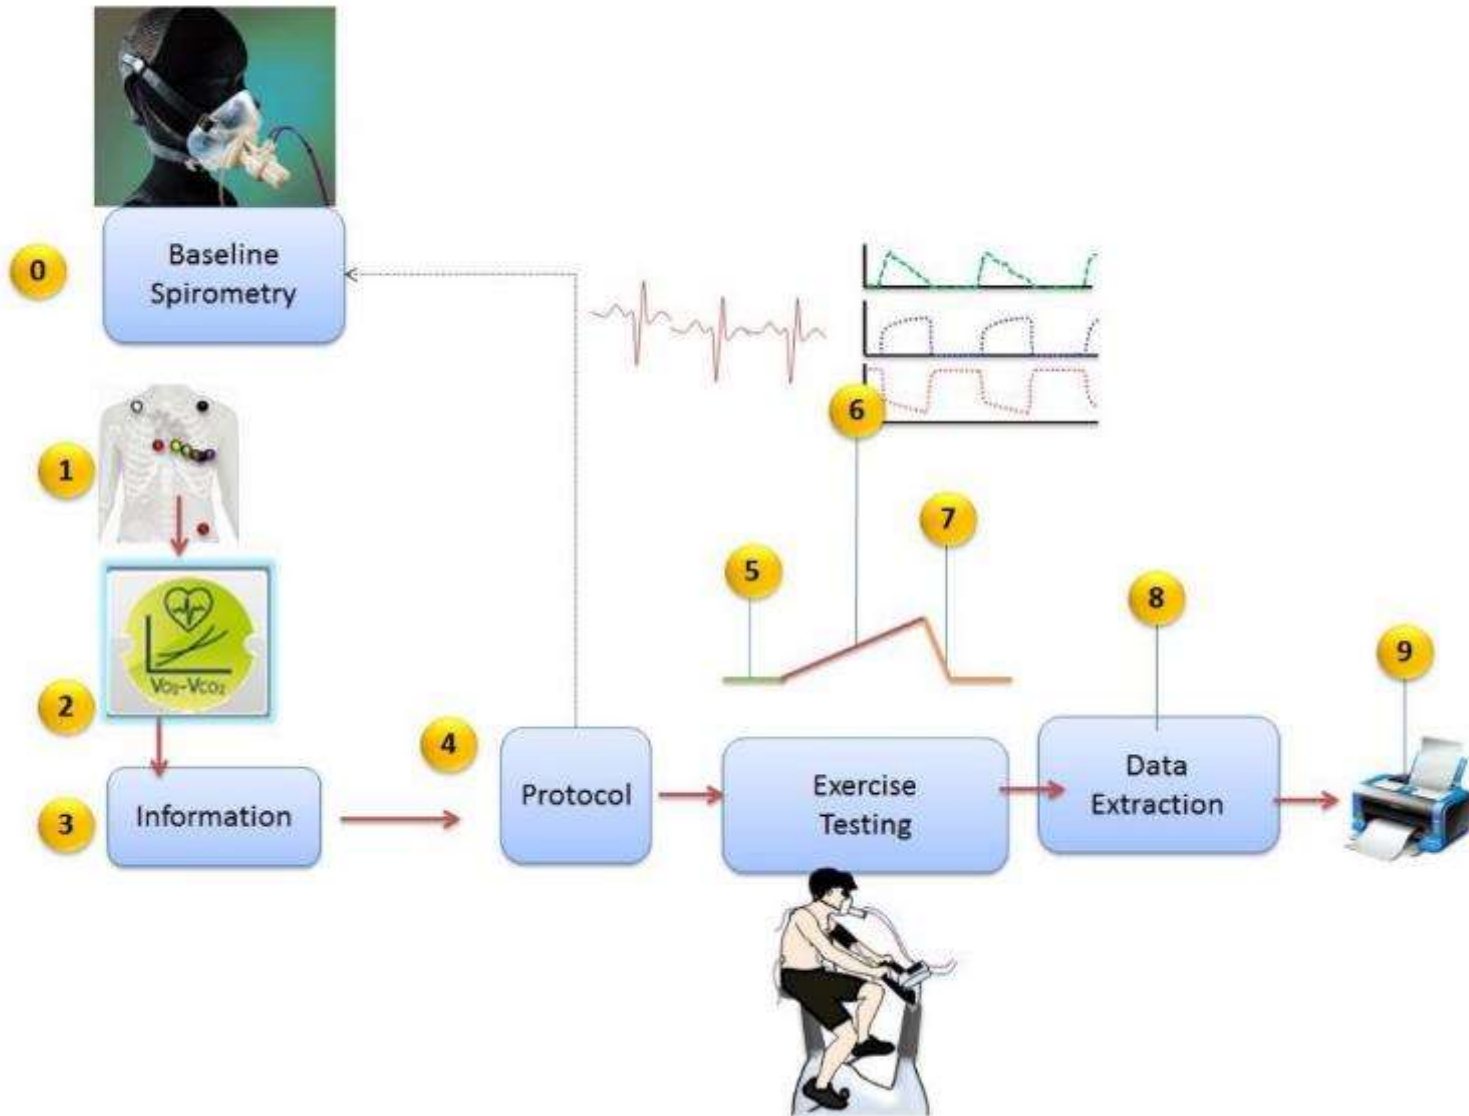 0
Baseline
Spirometry
1
2
VO2-VCO2
3
Information
4
Protocol
5
6
7
Exercise
Testing
8
Data
Extraction
9